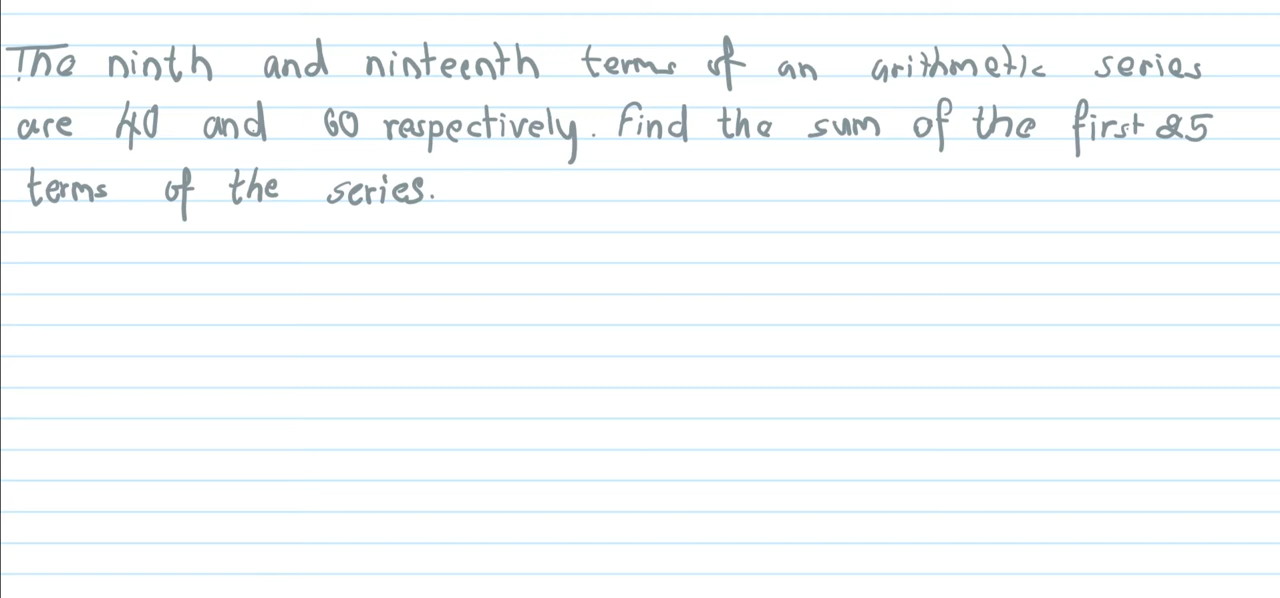 The ninth and ninteenth terms of an arithmetic series
are 40 and 60 respectively. Find the sum of the first 25
terms of the series.